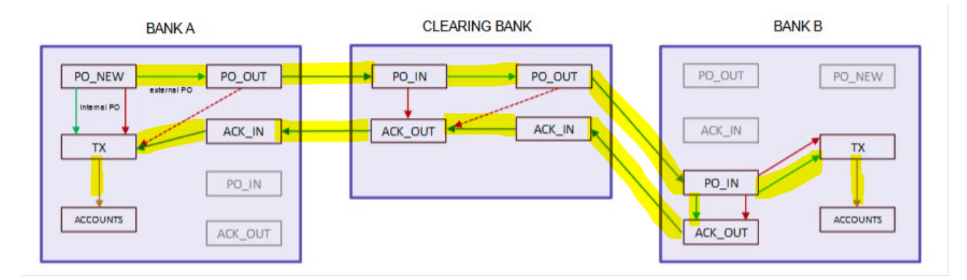 BANK A
CLEARING BANK
BANK B
PO_NEW
PO_OUT
external PO
Internal PO
TX
ACK_IN
PO_IN
ACCOUNTS
ACK_OUT
PO_IN
PO_OUT
ACK_OUT
ACK_IN
PO_OUT
PO_NEW
ACK_IN
TX
PO_IN
ACK_OUT
ACCOUNTS